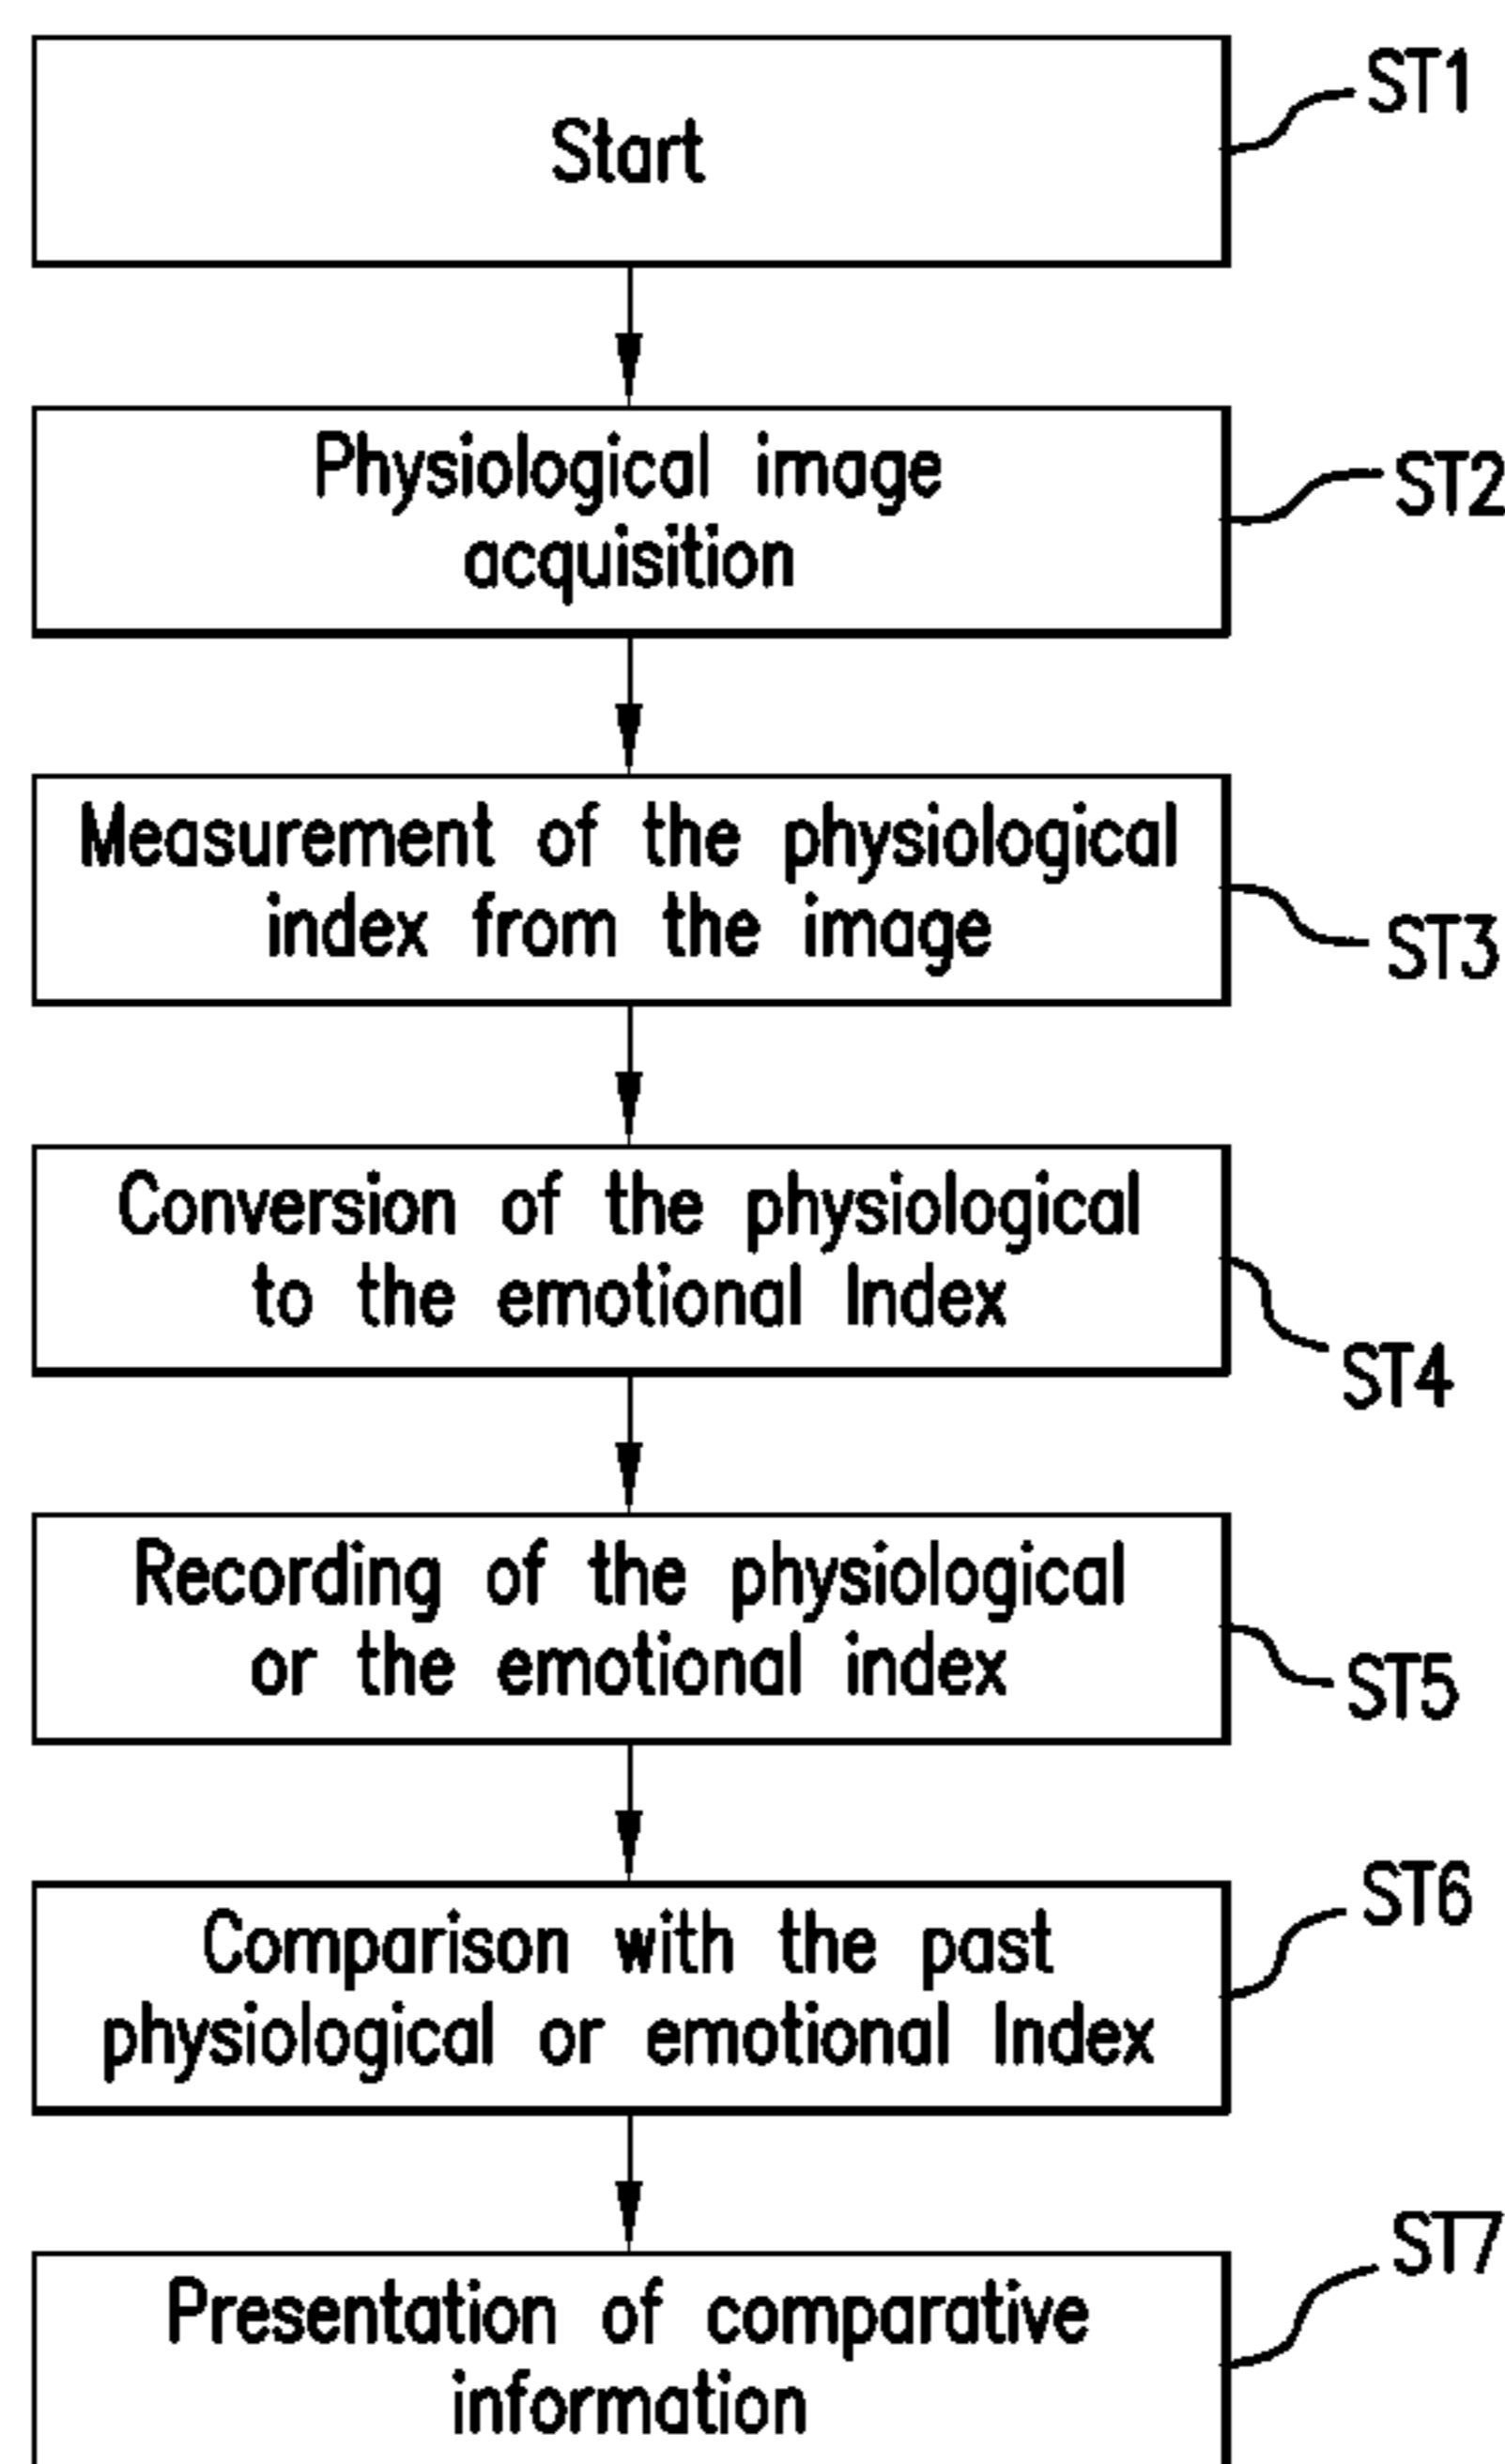 Start
ST1
Physiological image
acquisition
ST2
Measurement of the physiological
index from the image
ST3
Conversion of the physiological
to the emotional Index
ST4
Recording of the physiological
or the emotional index
ST5
Comparison with the past
physiological or emotional Index
ST6
Presentation of comparative
information
ST7